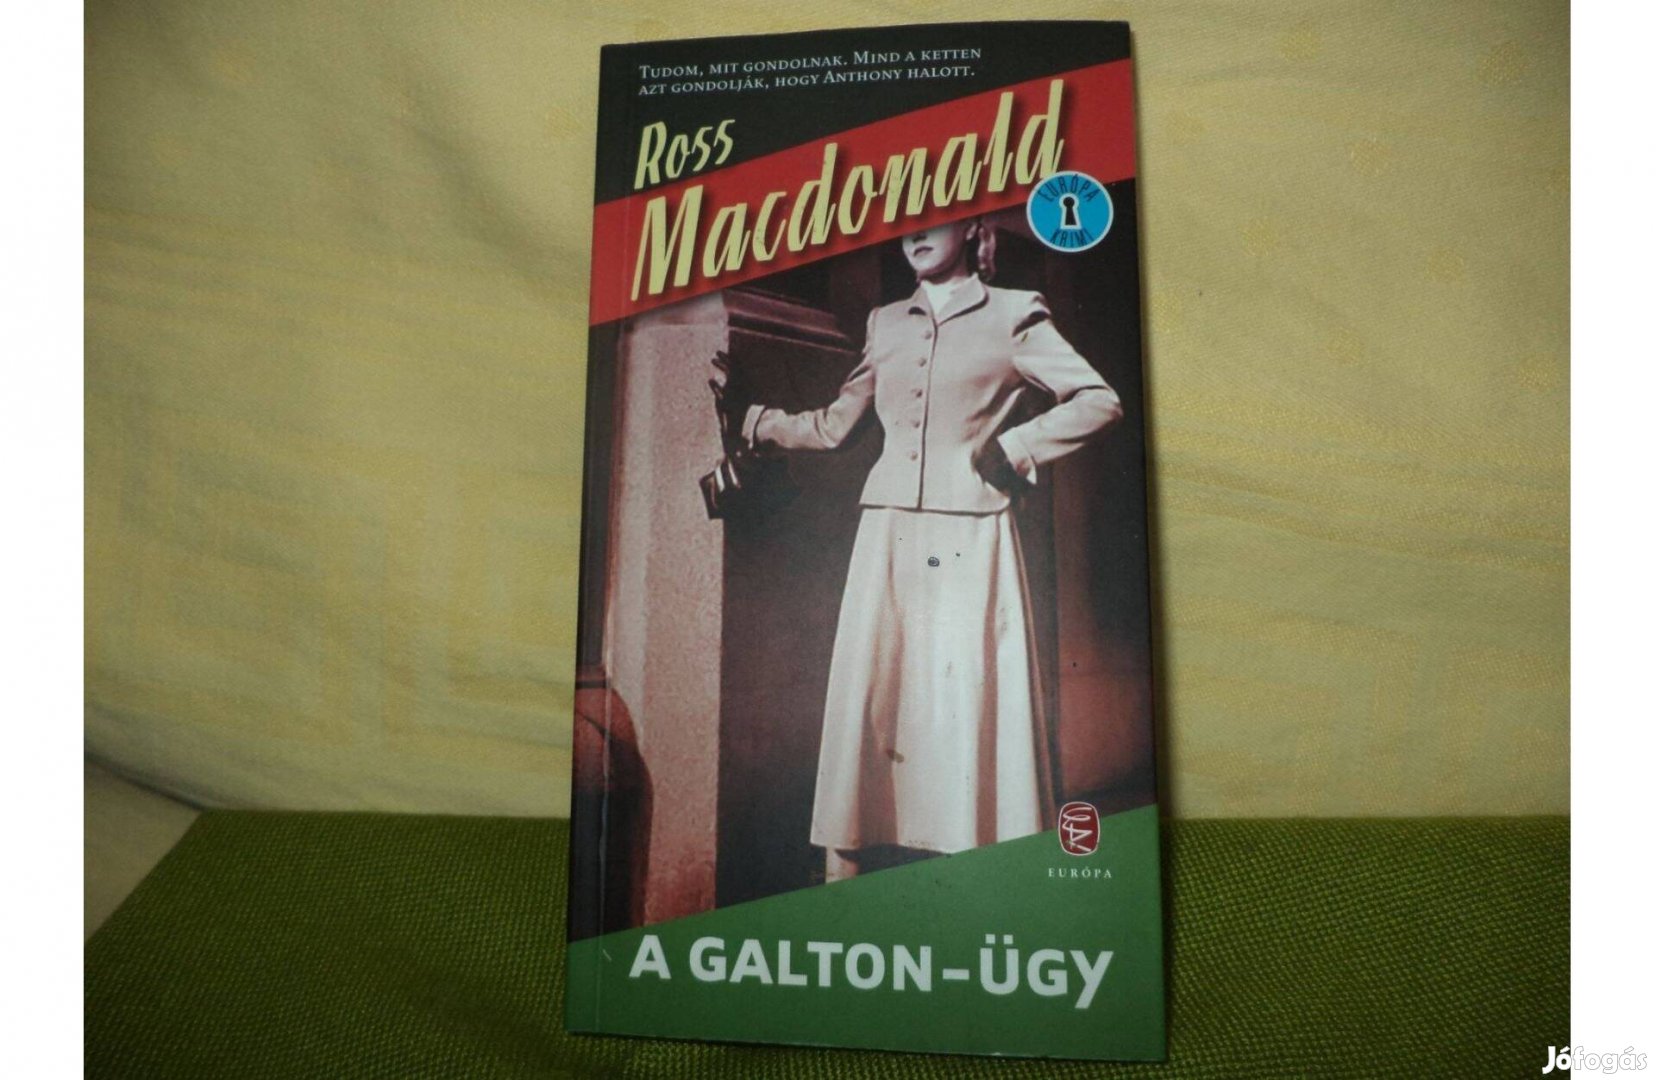 Tudom, mit gondolnak. Mind a ketten
azt gondolják, hogy Anthony halott.
Ross
Macdonald
EURÓPA
KRIMI
EURÓPA
A GALTON–ÜGY
Jófogás